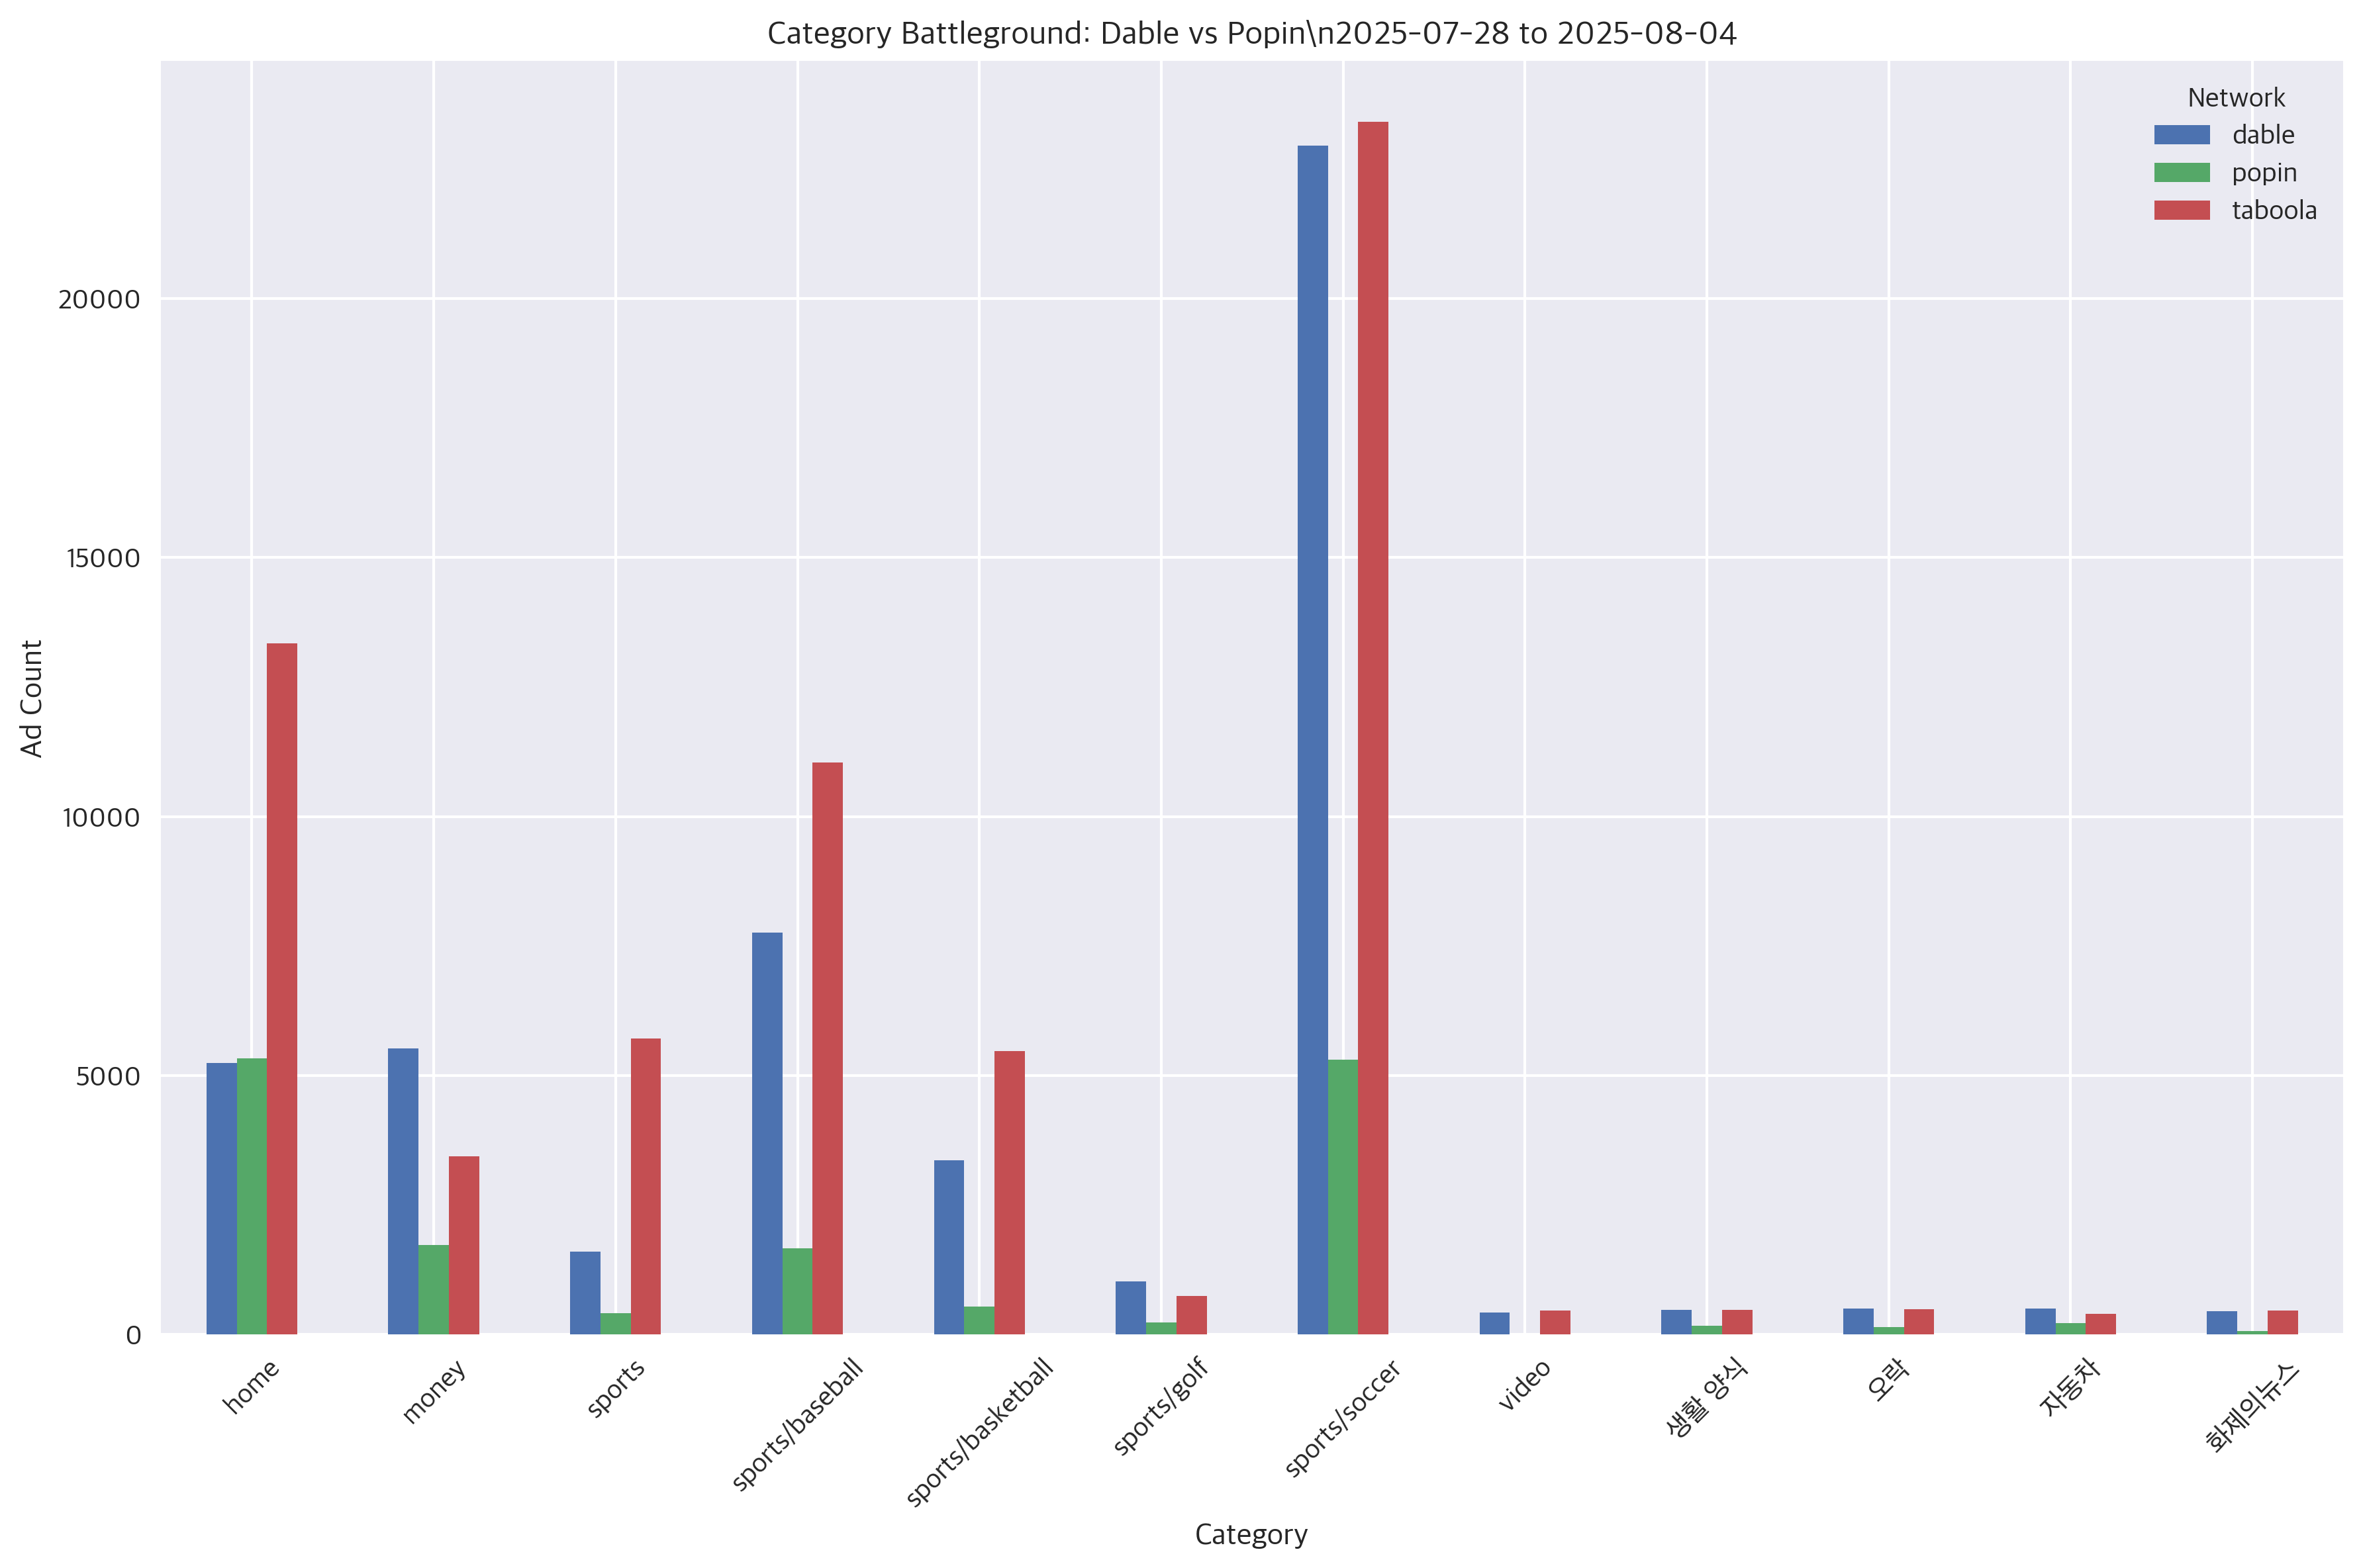 Category Battleground: Dable vs Popin\n2025-07-28 to 2025-08-04
Network
dable
popin
taboola
Ad Count
20000
15000
10000
5000
0
home
money
sports
sports/baseball
sports/basketball
sports/golf
sports/soccer
video
생활 양식
오락
자동차
화제의뉴스
Category